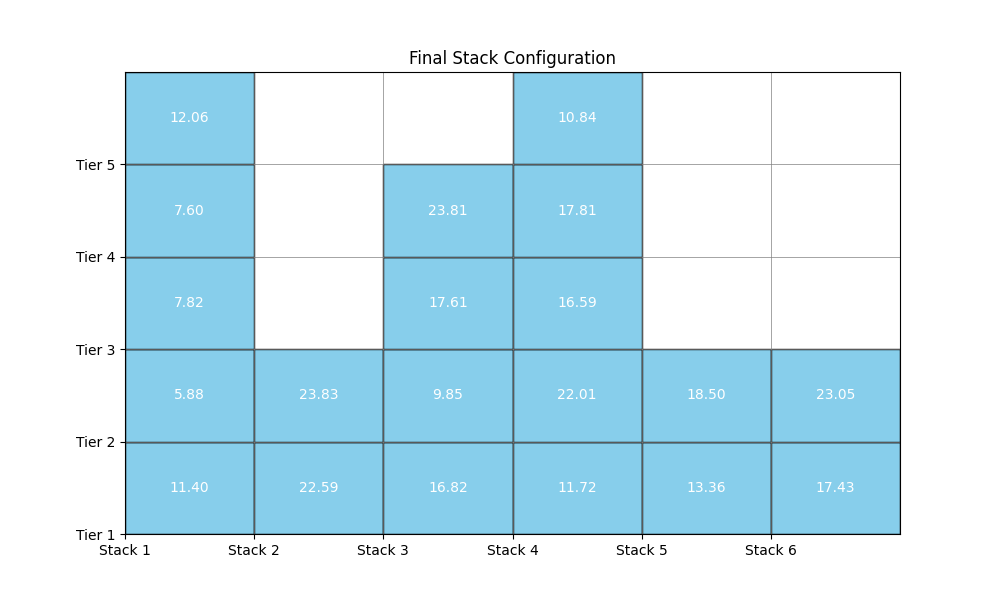 Final Stack Configuration
12.06 10.84
Tier 5
7.60 23.81 17.81
Tier 4
7.82 17.61 16.59
Tier 3
5.88 23.83 9.85 22.01 18.50 23.05
Tier 2
11.40 22.59 16.82 11.72 13.36 17.43
Tier 1
Stack 1 Stack 2 Stack 3 Stack 4 Stack 5 Stack 6